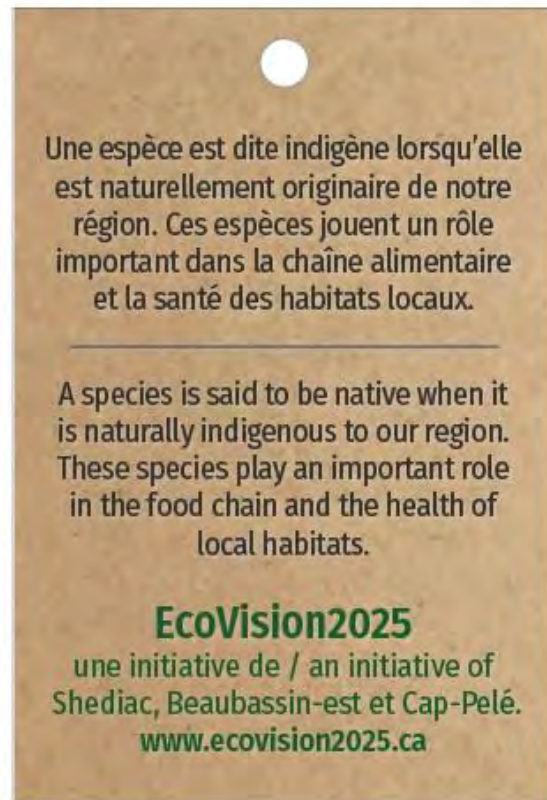 Une espèce est dite indigène lorsqu'elle
est naturellement originaire de notre
région. Ces espèces jouent un rôle
important dans la chaîne alimentaire
et la santé des habitats locaux.
A species is said to be native when it
is naturally indigenous to our region.
These species play an important role
in the food chain and the health of
local habitats.
EcoVision2025
une initiative de / an initiative of
Shediac, Beaubassin-est et Cap-Pelé.
www.ecovision2025.ca